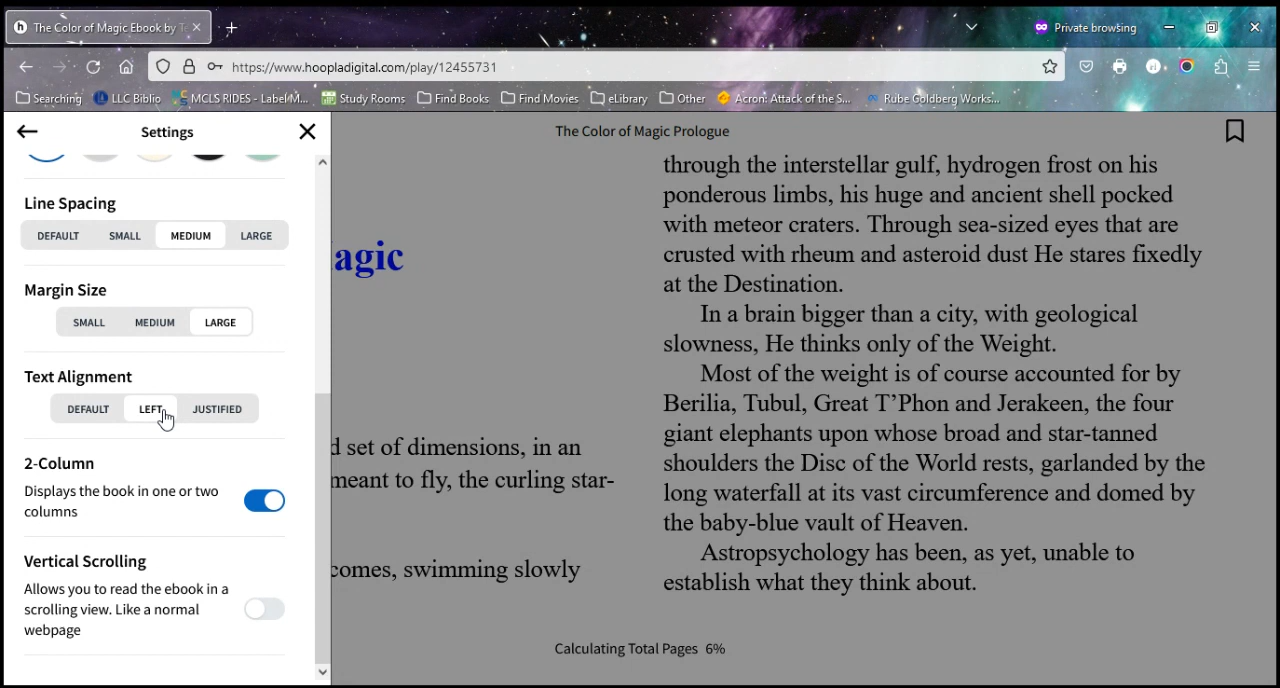 The Color of Magic Ebook by T
Private browsing
https://www.hoopladigital.com/play/12455731
Searching LLC Biblio MCLS RIDES - LabelM... Study Rooms Find Books Find Movies eLibrary Other Acron: Attack of the S... Rube Goldberg Works...
Settings
The Color of Magic Prologue
Line Spacing
DEFAULT SMALL MEDIUM LARGE
Margin Size
SMALL MEDIUM LARGE
Text Alignment
DEFAULT LEFT JUSTIFIED
2-Column
Displays the book in one or two
columns
Vertical Scrolling
Allows you to read the ebook in a
scrolling view. Like a normal
webpage
agic
d set of dimensions, in an
meant to fly, the curling star-
comes, swimming slowly
through the interstellar gulf, hydrogen frost on his
ponderous limbs, his huge and ancient shell pocked
with meteor craters. Through sea-sized eyes that are
crusted with rheum and asteroid dust He stares fixedly
at the Destination.
In a brain bigger than a city, with geological
slowness, He thinks only of the Weight.
Most of the weight is of course accounted for by
Berilia, Tubul, Great T’Phon and Jerakeen, the four
giant elephants upon whose broad and star-tanned
shoulders the Disc of the World rests, garlanded by the
long waterfall at its vast circumference and domed by
the baby-blue vault of Heaven.
Astropsychology has been, as yet, unable to
establish what they think about.
Calculating Total Pages 6%